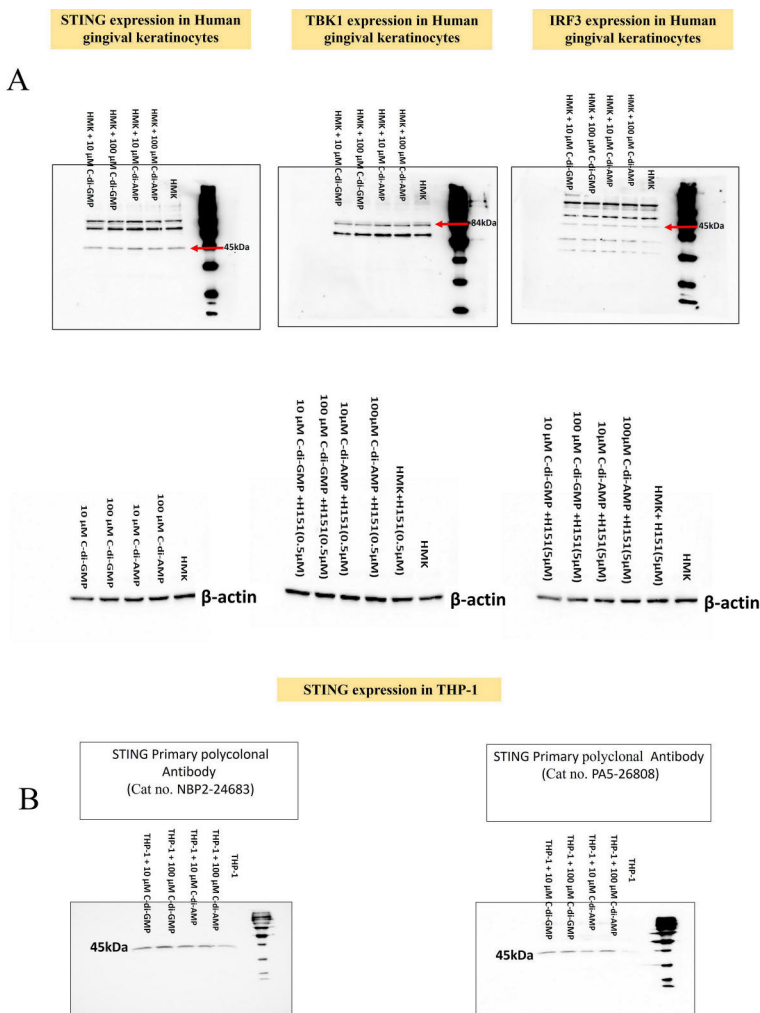 STING expression in Human
gingival keratinocytes
TBK1 expression in Human
gingival keratinocytes
IRF3 expression in Human
gingival keratinocytes
A
HMK + 10 µM C-di-GMP
HMK + 100 µM C-di-GMP
HMK + 10 µM C-di-AMP
HMK + 100 µM C-di-AMP
HMK
45kDa
HMK + 10 µM C-di-GMP
HMK + 100 µM C-di-GMP
HMK + 10 µM C-di-AMP
HMK + 100 µM C-di-AMP
HMK
84kDa
HMK + 10 µM C-di-GMP
HMK + 100 µM C-di-GMP
HMK + 10 µM C-di-AMP
HMK + 100 µM C-di-AMP
HMK
45kDa
10 µM C-di-GMP
100 µM C-di-GMP
10 µM C-di-AMP
100 µM C-di-AMP
HMK
β-actin
10 µM C-di-GMP +H151(0.5µM)
100 µM C-di-GMP +H151(0.5µM)
10µM C-di-AMP +H151(0.5µM)
100µM C-di-AMP +H151(0.5µM)
HMK+H151(0.5µM)
HMK
β-actin
10 µM C-di-GMP +H151(5µM)
100 µM C-di-GMP +H151(5µM)
10µM C-di-AMP +H151(5µM)
100µM C-di-AMP +H151(5µM)
HMK+ H151(5µM)
HMK
β-actin
STING expression in THP-1
B
STING Primary polycolonal
Antibody
(Cat no. NBP2-24683)
THP-1 + 10 µM C-di-GMP
THP-1 + 100 µM C-di-GMP
THP-1 + 10 µM C-di-AMP
THP-1 + 100 µM C-di-AMP
THP-1
45kDa
STING Primary polyclonal Antibody
(Cat no. PA5-26808)
THP-1 + 10 µM C-di-GMP
THP-1 + 100 µM C-di-GMP
THP-1 + 10 µM C-di-AMP
THP-1 + 100 µM C-di-AMP
THP-1
45kDa